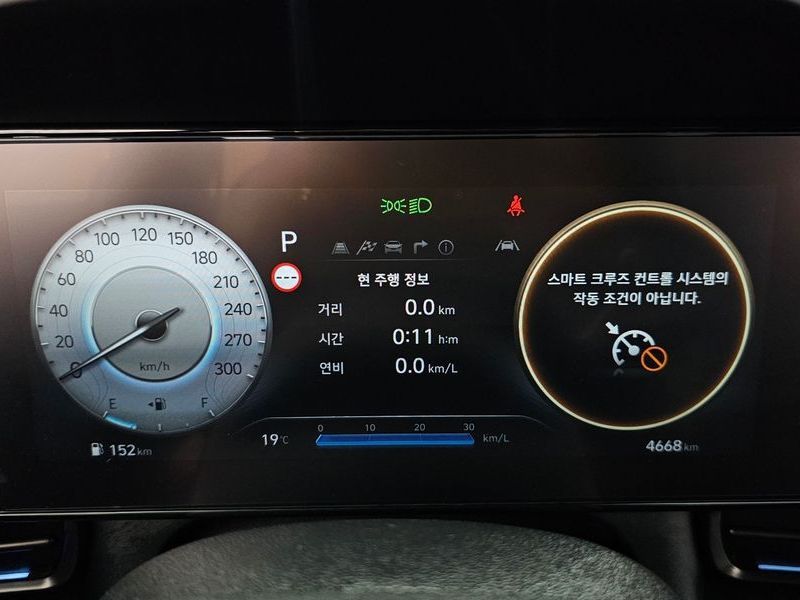 100 120 150
80 180
60 210
40 240
20 270
0 300
km/h
E F
152 km
P
---
현 주행 정보
거리 0.0 km
시간 0:11 h:m
연비 0.0 km/L
19°C
0 10 20 30
km/L
스마트 크루즈 컨트롤 시스템의
작동 조건이 아닙니다.
4668 km